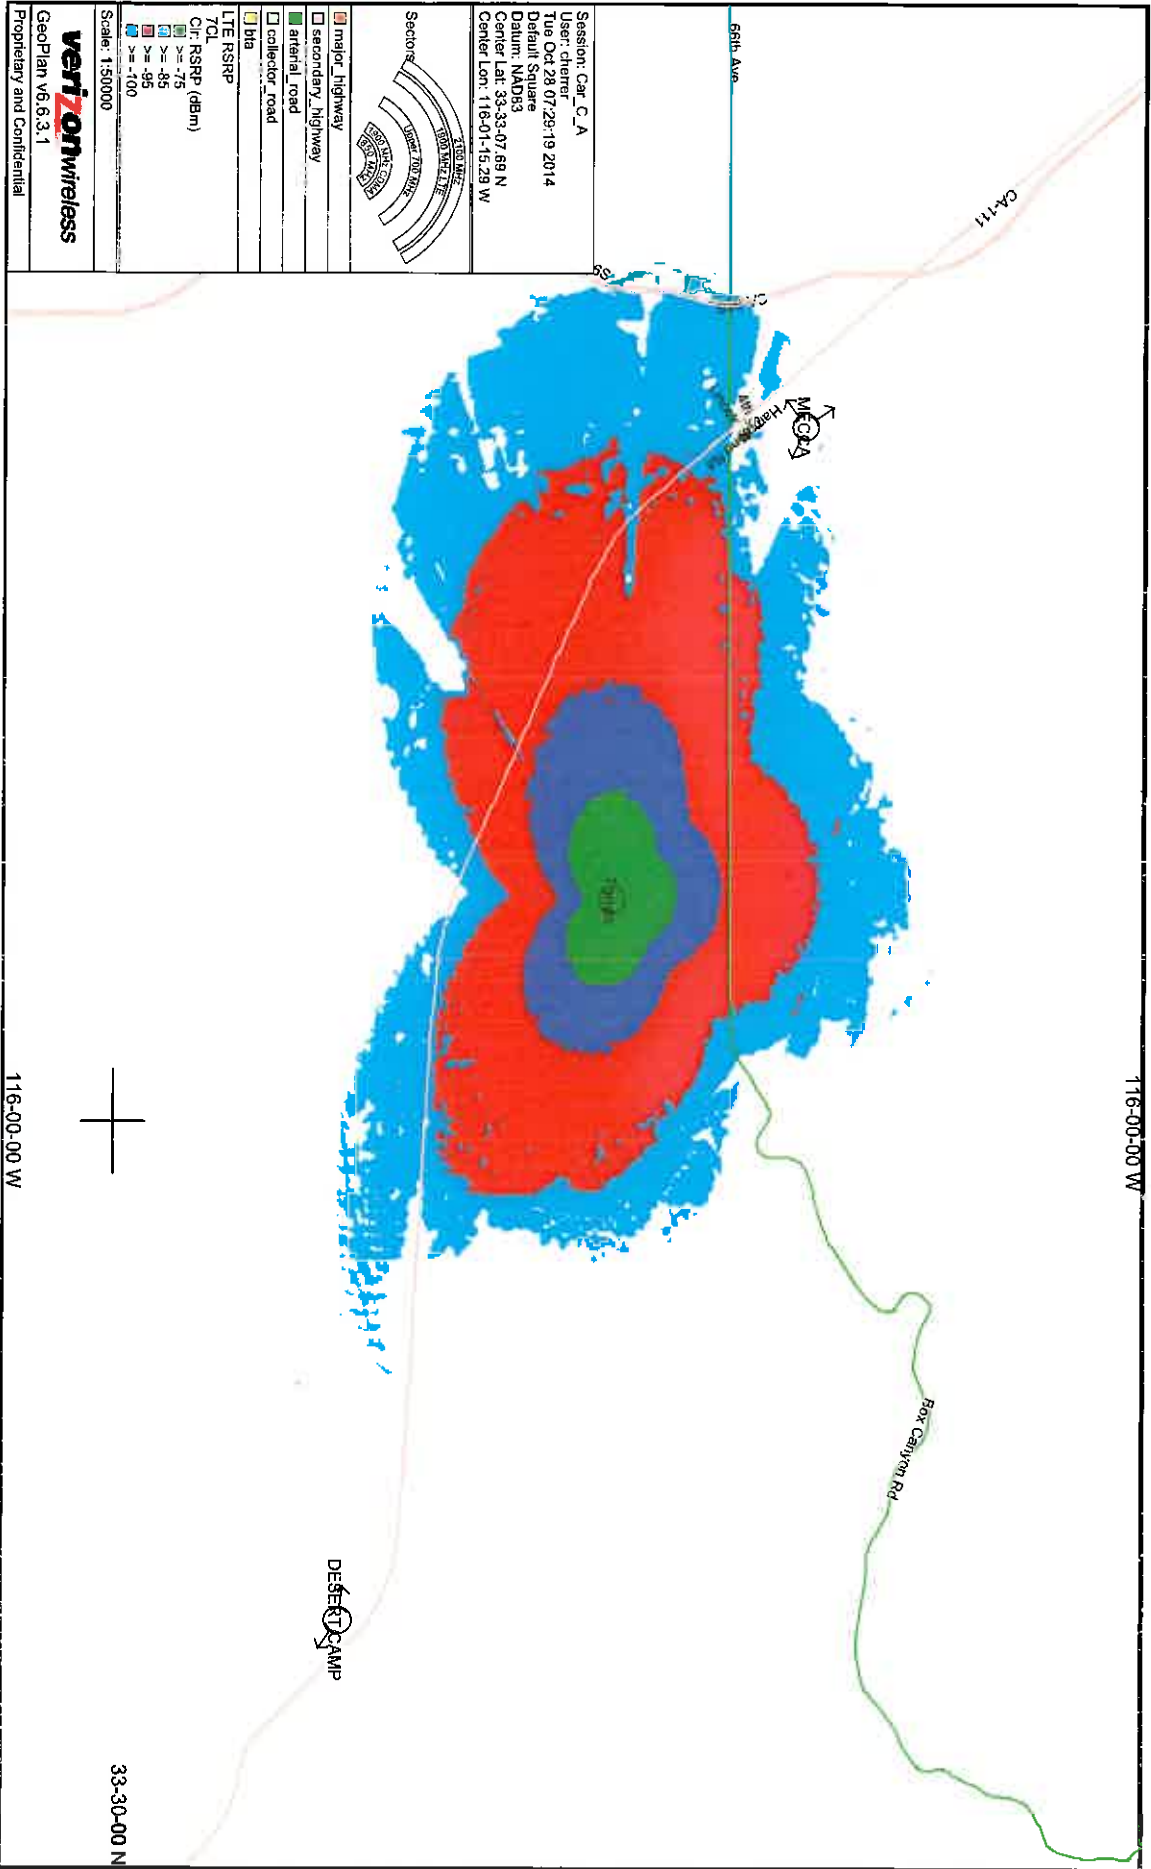 Session: Car_C_A
User: cherrer
Tue Oct 28 07:29:19 2014
Default Square
Datum: NAD83
Center Lat: 33-33-07.69 N
Center Lon: 116-01-15.29 W
Sectors
2100 MHz
1900 MHz LTE
Upper 700 MHz
1900 MHz CDMA
850 MHz
major_highway
secondary_highway
arterial_road
collector_road
bta
LTE RSRP
7CL
Clr: RSRP (dBm)
>= -75
>= -85
>= -95
>= -100
Scale: 1:50000
verizonwireless
GeoPlan v6.6.3.1
Proprietary and Confidential
66th Ave
CA-111
MECCA
Box Canyon Rd
DESERT CAMP
116-00-00 W
116-00-00 W
33-30-00 N